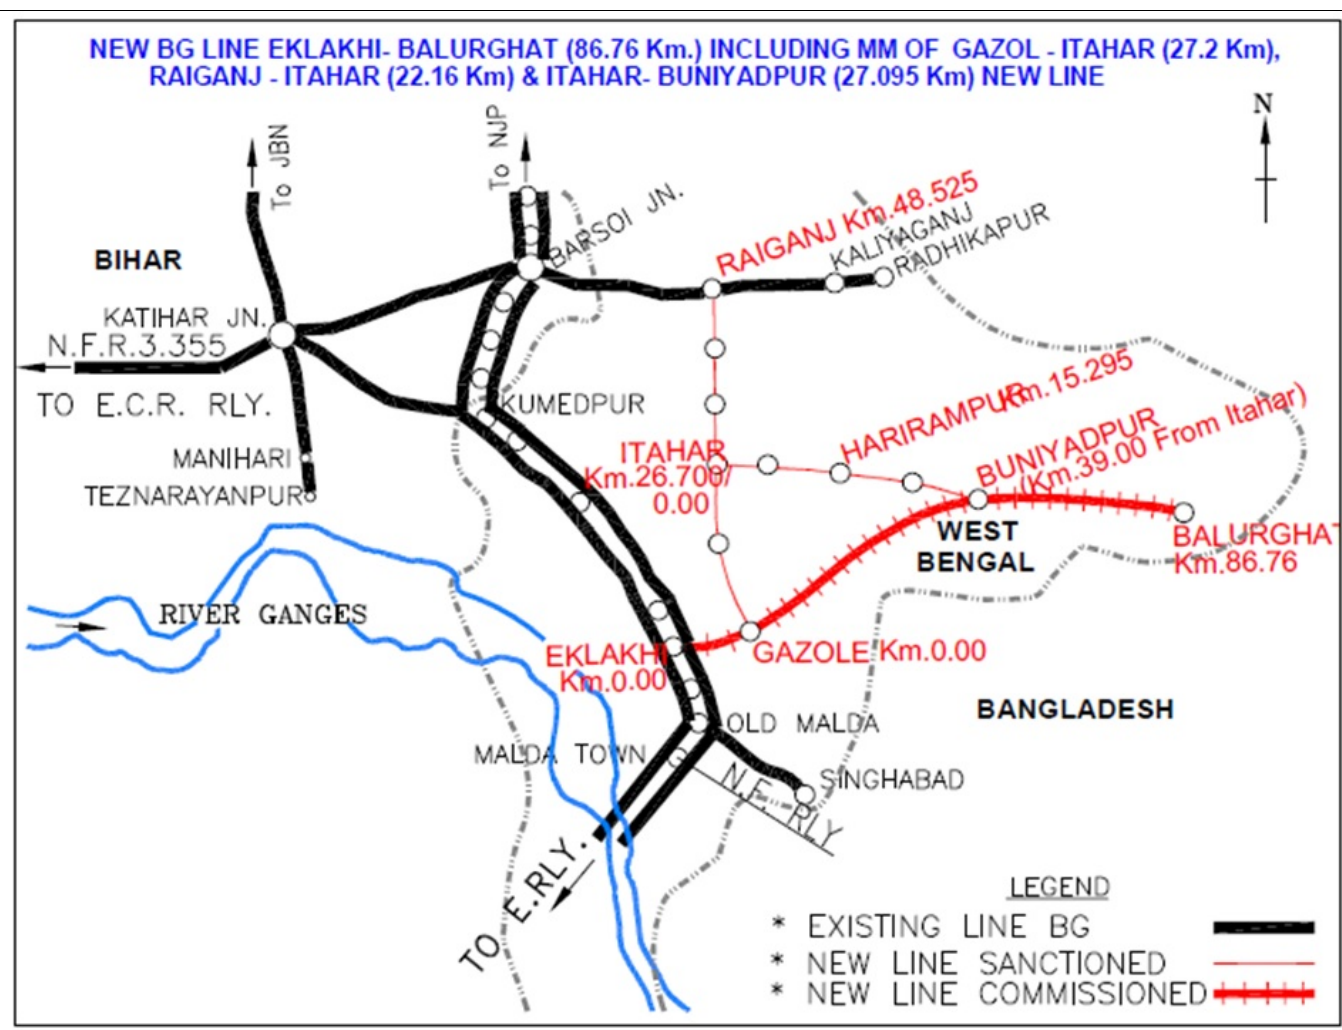 NEW BG LINE EKLAKHI- BALURGHAT (86.76 Km.) INCLUDING MM OF GAZOL - ITAHAR (27.2 Km),
RAIGANJ - ITAHAR (22.16 Km) & ITAHAR- BUNIYADPUR (27.095 Km) NEW LINE
N
To JBN
To NJP
BARSOI JN.
RAIGANJ Km.48.525
KALIYAGANJ
RADHIKAPUR
BIHAR
KATIHAR JN.
N.F.R.3.355
TO E.C.R. RLY.
KUMEDPUR
MANIHARI
TEZNARAYANPUR
ITAHAR
Km.26.700/
0.00
HARIRAMPUR Km.15.295
BUNIYADPUR
(Km.39.00 From Itahar)
WEST
BENGAL
BALURGHAT
Km.86.76
RIVER GANGES
EKLAKHI
Km.0.00
GAZOLE Km.0.00
BANGLADESH
OLD MALDA
MALDA TOWN
SINGHABAD
N.F. RLY
TO E.RLY.
LEGEND
* EXISTING LINE BG
* NEW LINE SANCTIONED
* NEW LINE COMMISSIONED